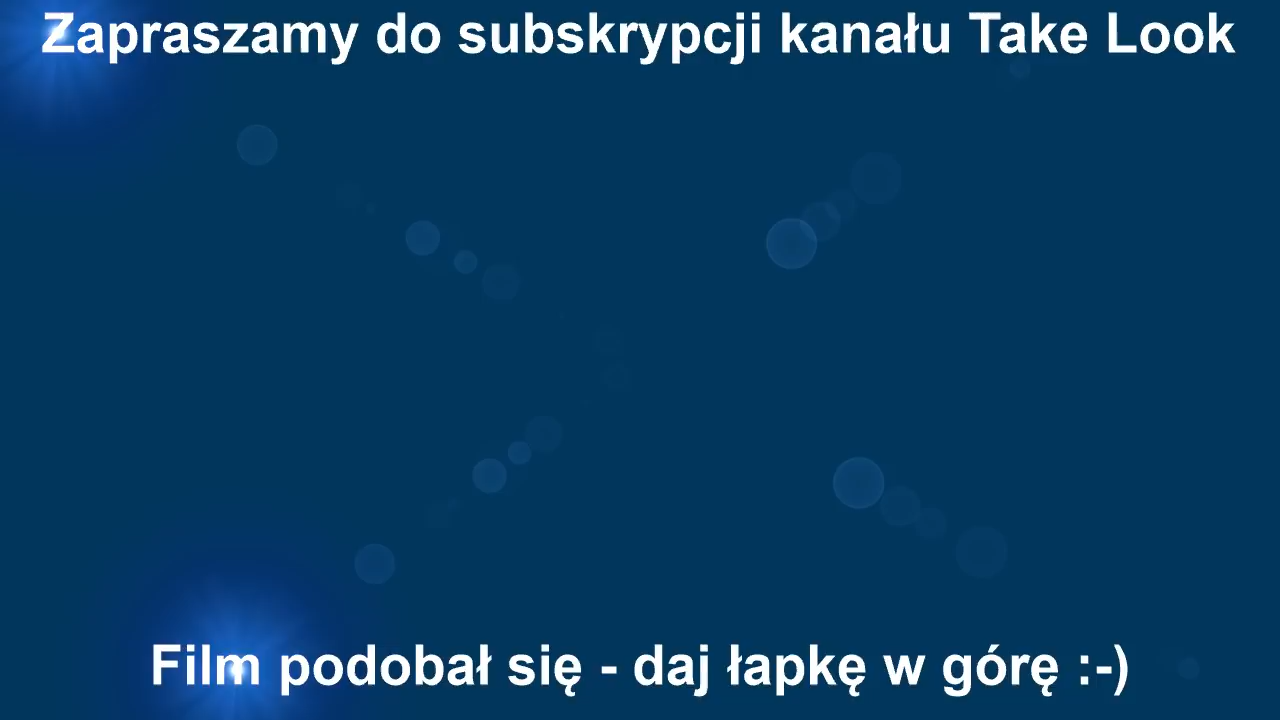 Zapraszamy do subskrypcji kanału Take Look
Film podobał się - daj łapkę w górę :-)